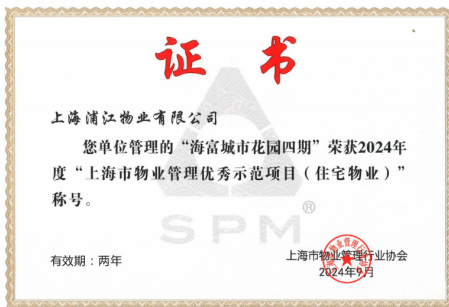 证 书
上海浦江物业有限公司
您单位管理的“海富城市花园四期”荣获2024年
度“上海市物业管理优秀示范项目（住宅物业）”
称号。
SPM®
有效期：两年
上海市物业管理行业协会
2024年9月